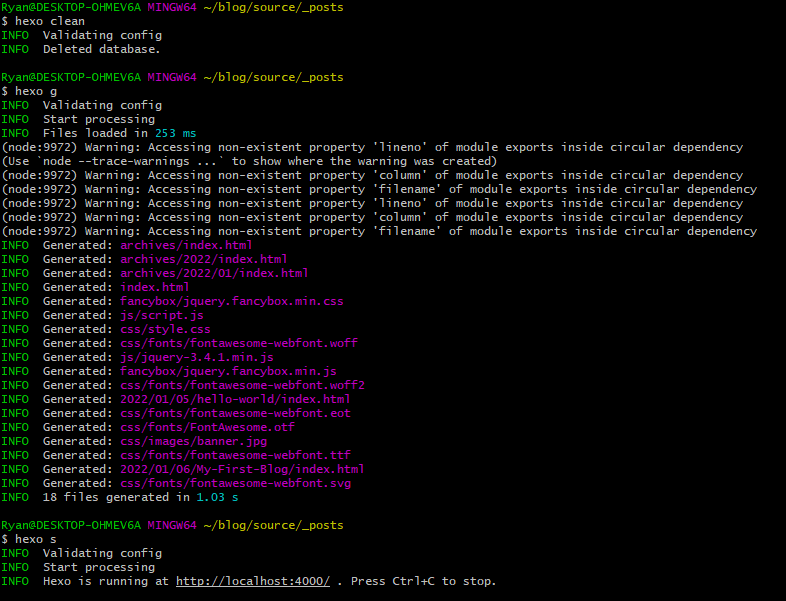 Ryan@DESKTOP-OHMEV6A MINGW64 ~/blog/source/_posts
$ hexo clean
INFO  Validating config
INFO  Deleted database.
Ryan@DESKTOP-OHMEV6A MINGW64 ~/blog/source/_posts
$ hexo g
INFO  Validating config
INFO  Start processing
INFO  Files loaded in 253 ms
(node:9972) Warning: Accessing non-existent property 'lineno' of module exports inside circular dependency
(Use `node --trace-warnings ...` to show where the warning was created)
(node:9972) Warning: Accessing non-existent property 'column' of module exports inside circular dependency
(node:9972) Warning: Accessing non-existent property 'filename' of module exports inside circular dependency
(node:9972) Warning: Accessing non-existent property 'lineno' of module exports inside circular dependency
(node:9972) Warning: Accessing non-existent property 'column' of module exports inside circular dependency
(node:9972) Warning: Accessing non-existent property 'filename' of module exports inside circular dependency
INFO  Generated: archives/index.html
INFO  Generated: archives/2022/index.html
INFO  Generated: archives/2022/01/index.html
INFO  Generated: index.html
INFO  Generated: fancybox/jquery.fancybox.min.css
INFO  Generated: js/script.js
INFO  Generated: css/style.css
INFO  Generated: css/fonts/fontawesome-webfont.woff
INFO  Generated: js/jquery-3.4.1.min.js
INFO  Generated: fancybox/jquery.fancybox.min.js
INFO  Generated: css/fonts/fontawesome-webfont.woff2
INFO  Generated: 2022/01/05/hello-world/index.html
INFO  Generated: css/fonts/fontawesome-webfont.eot
INFO  Generated: css/fonts/FontAwesome.otf
INFO  Generated: css/images/banner.jpg
INFO  Generated: css/fonts/fontawesome-webfont.ttf
INFO  Generated: 2022/01/06/My-First-Blog/index.html
INFO  Generated: css/fonts/fontawesome-webfont.svg
INFO  18 files generated in 1.03 s
Ryan@DESKTOP-OHMEV6A MINGW64 ~/blog/source/_posts
$ hexo s
INFO  Validating config
INFO  Start processing
INFO  Hexo is running at http://localhost:4000/ . Press Ctrl+C to stop.